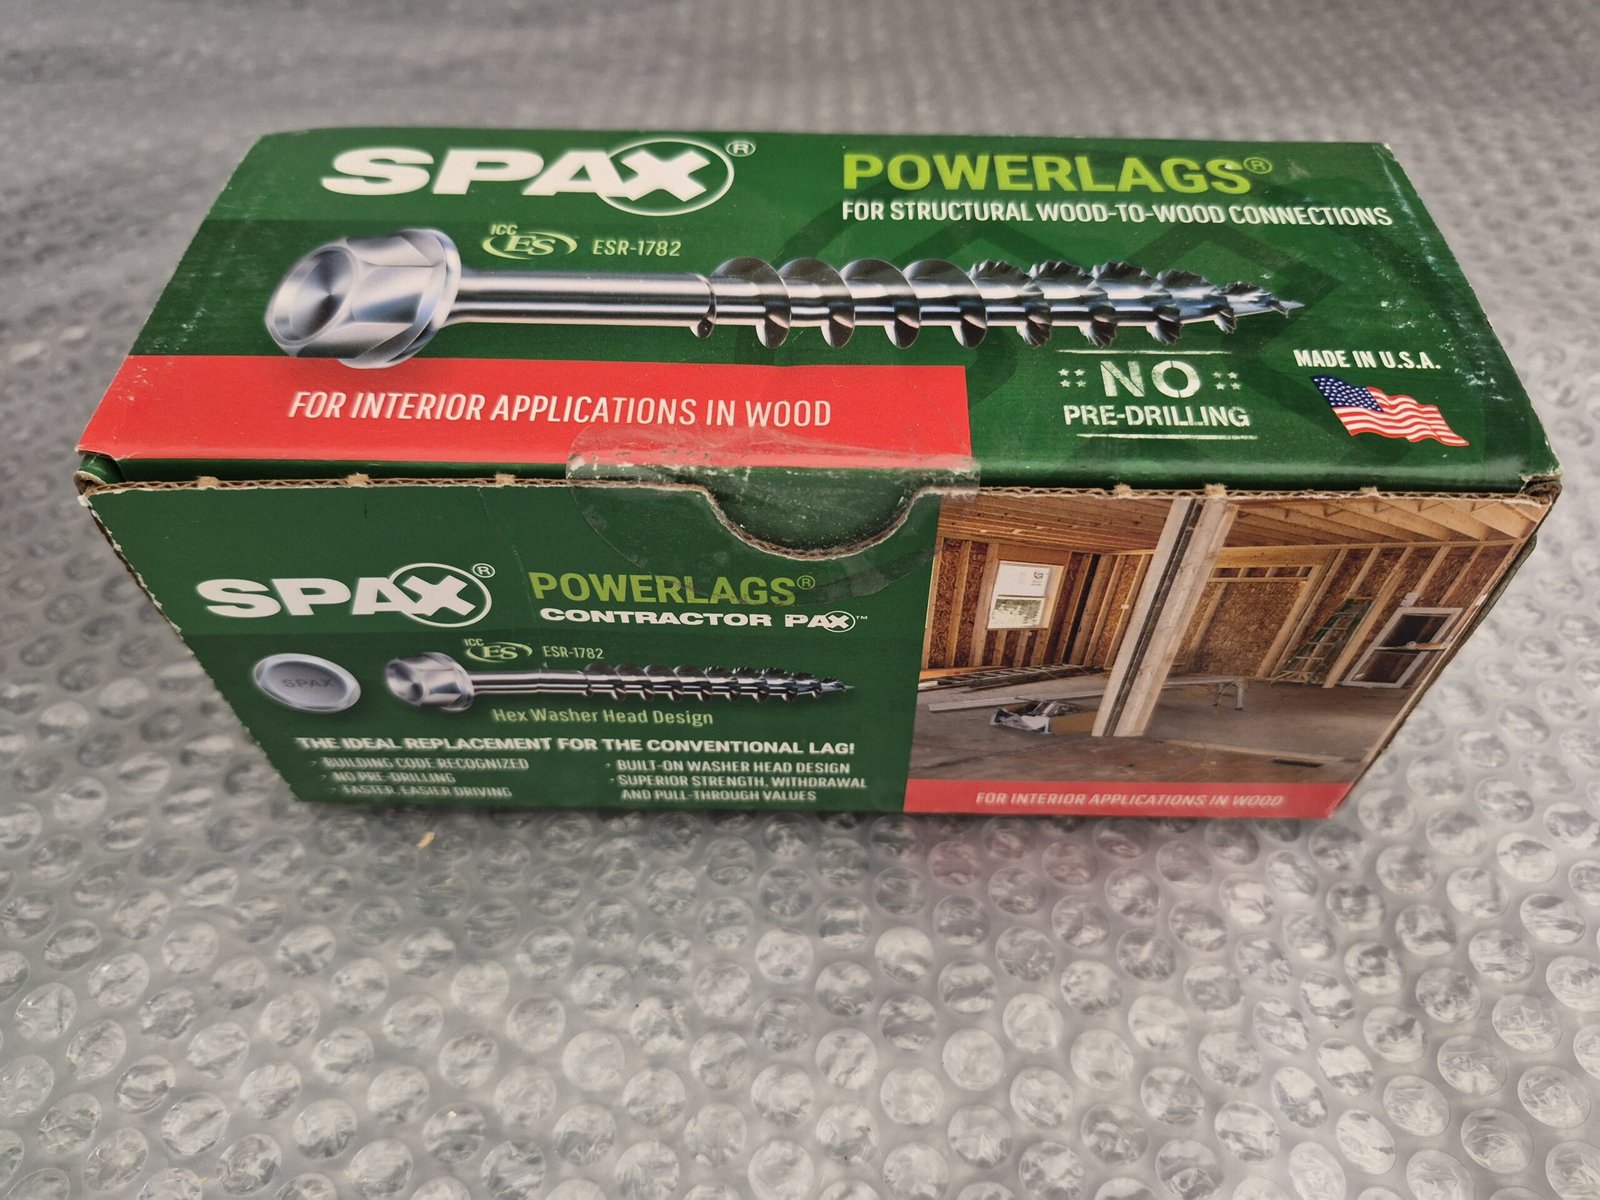 SPAX®
POWERLAGS®
FOR STRUCTURAL WOOD-TO-WOOD CONNECTIONS
ICC
ES ESR-1782
FOR INTERIOR APPLICATIONS IN WOOD
NO
PRE-DRILLING
MADE IN U.S.A.
SPAX®
POWERLAGS®
CONTRACTOR PAX™
ICC
ES ESR-1782
SPAX
Hex Washer Head Design
THE IDEAL REPLACEMENT FOR THE CONVENTIONAL LAG!
· BUILDING CODE RECOGNIZED
· NO PRE-DRILLING
· FASTER, EASIER DRIVING
· BUILT-ON WASHER HEAD DESIGN
· SUPERIOR STRENGTH, WITHDRAWAL
AND PULL-THROUGH VALUES
FOR INTERIOR APPLICATIONS IN WOOD